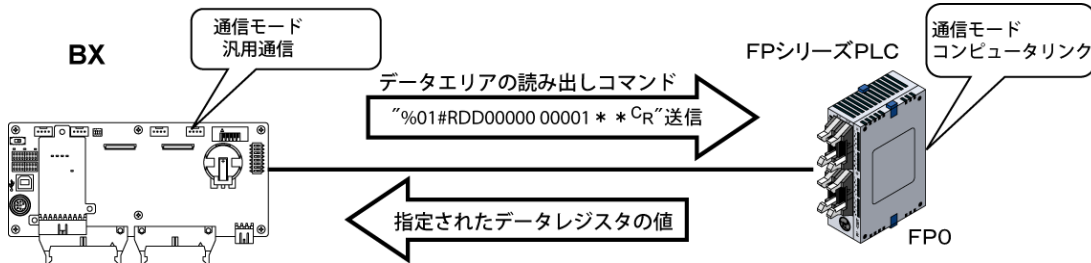 通信モード
汎用通信
BX
FPシリーズPLC
通信モード
コンピュータリンク
データエリアの読み出しコマンド
"%01#RDD00000 00001＊＊CR"送信
指定されたデータレジスタの値
FP0